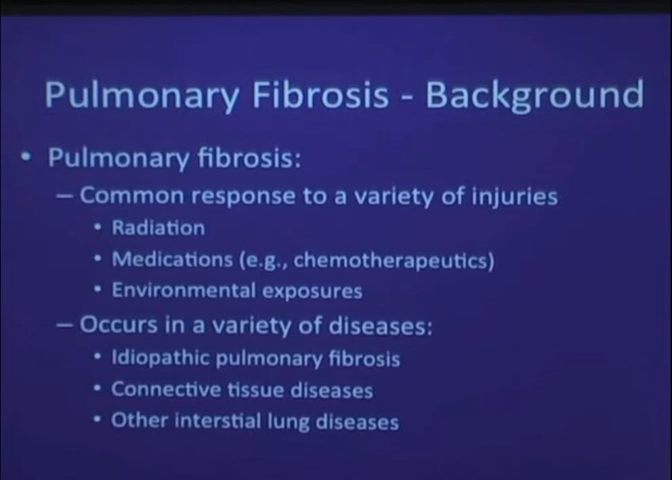 Pulmonary Fibrosis - Background
• Pulmonary fibrosis:
– Common response to a variety of injuries
• Radiation
• Medications (e.g., chemotherapeutics)
• Environmental exposures
– Occurs in a variety of diseases:
• Idiopathic pulmonary fibrosis
• Connective tissue diseases
• Other interstial lung diseases